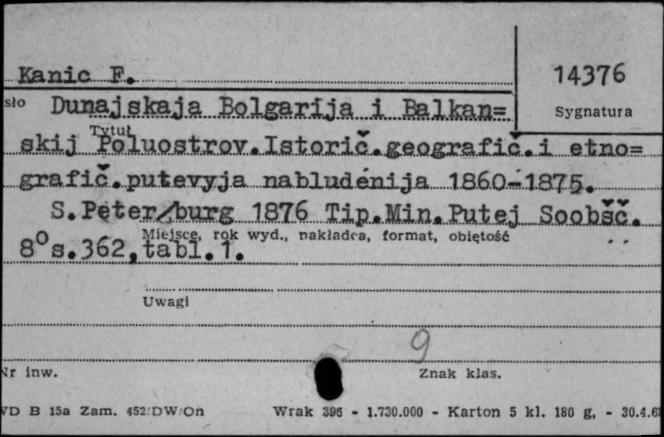 Kanic F.
14376
sło Dunajskaja Bolgarija i Balkan=
Sygnatura
Tytuł
skij Poluostrov.Istorič.geografič.i etno=
grafič.putevyja nabludénija 1860-1875.
S.Peter/burg 1876 Tip.Min.Putej Soobšč.
Miejsce, rok wyd., nakładca, format, objętość
8° s.362,tabl.1.
Uwagi
9
Nr inw.
Znak klas.
D B 15a Zam. 452/DW/On Wrak 396 - 1.730.000 - Karton 5 kl. 180 g, - 30.4.6